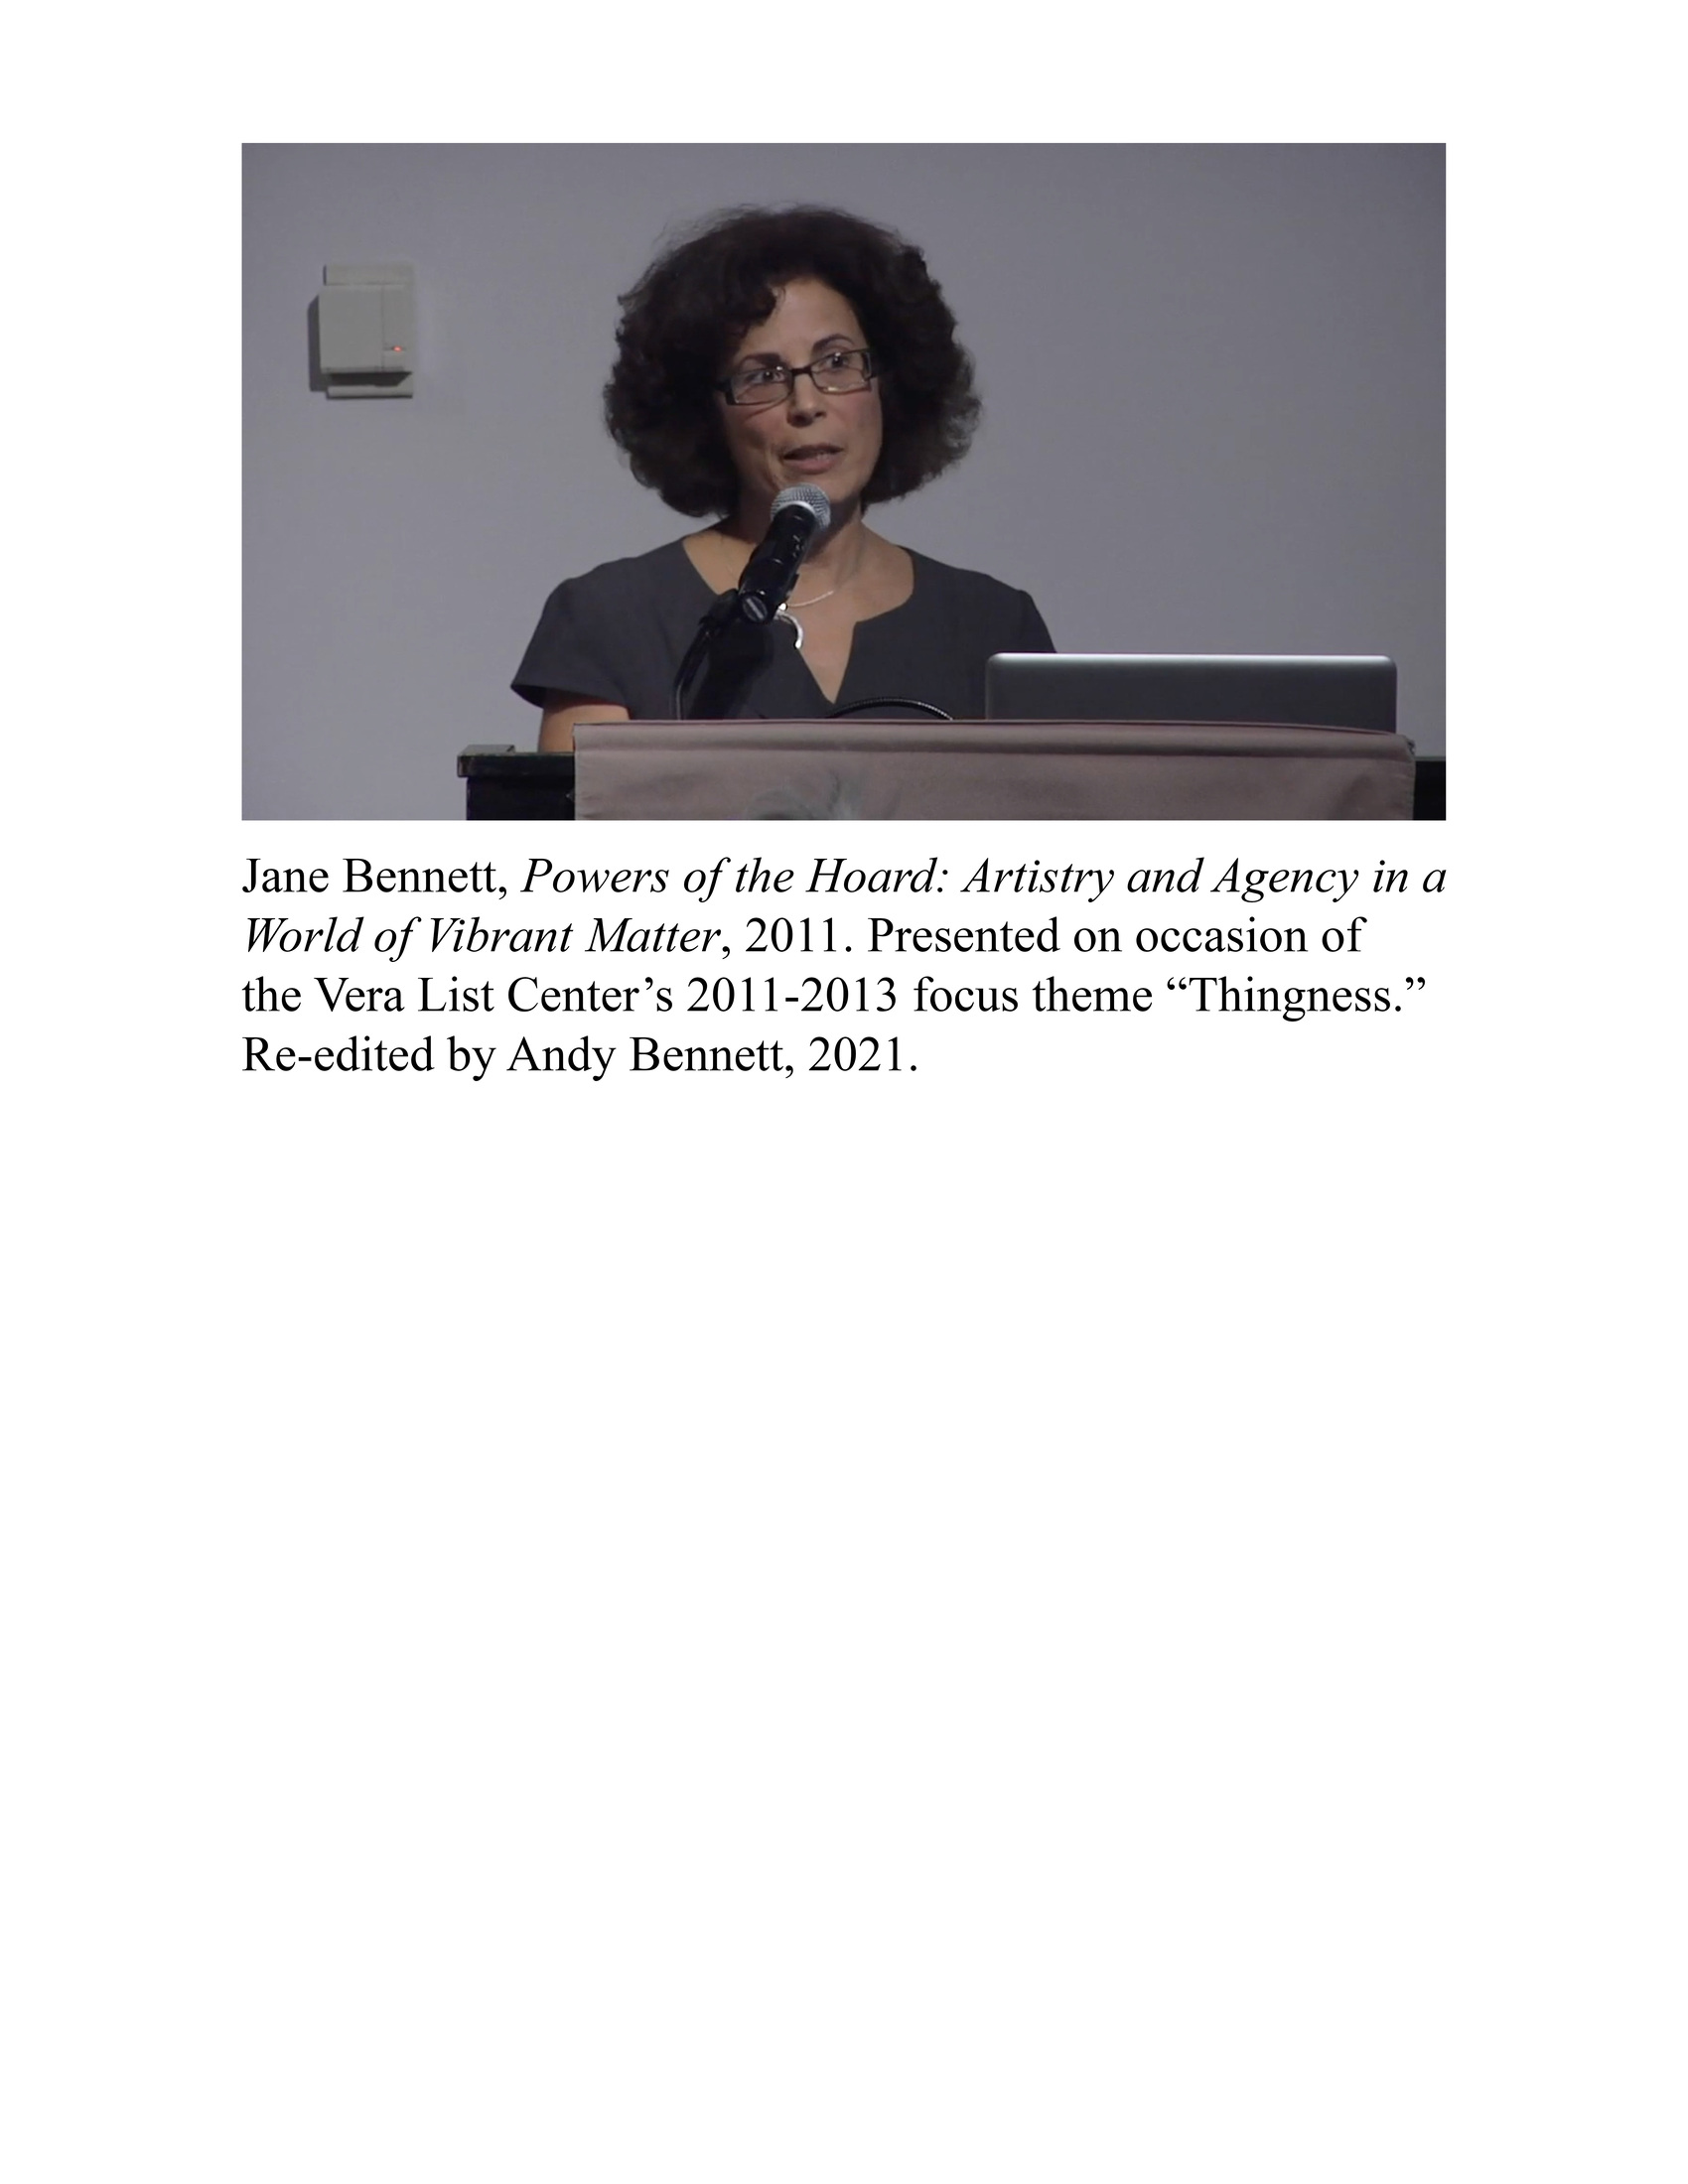 Jane Bennett, Powers of the Hoard: Artistry and Agency in a
World of Vibrant Matter, 2011. Presented on occasion of
the Vera List Center’s 2011-2013 focus theme “Thingness.”
Re-edited by Andy Bennett, 2021.